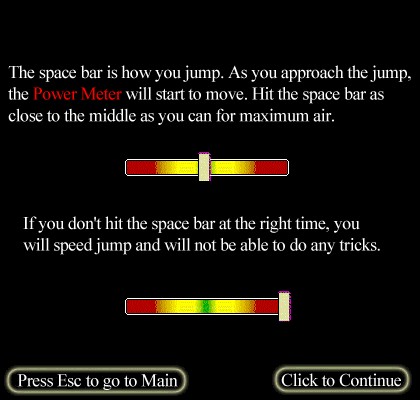 The space bar is how you jump. As you approach the jump,
the Power Meter will start to move. Hit the space bar as
close to the middle as you can for maximum air.
If you don't hit the space bar at the right time, you
will speed jump and will not be able to do any tricks.
Press Esc to go to Main
Click to Continue